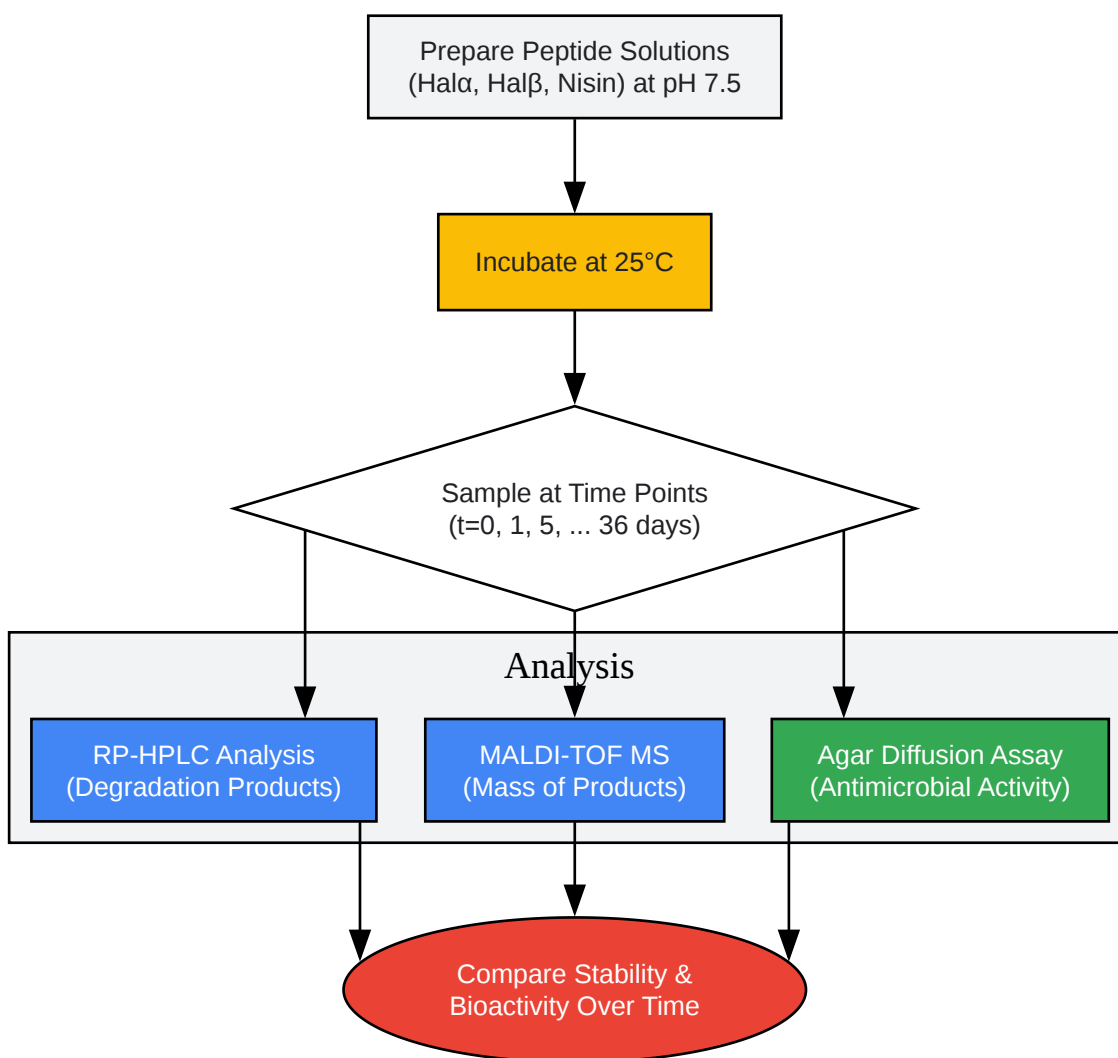 Prepare Peptide Solutions
(Halα, Halβ, Nisin) at pH 7.5
Incubate at 25°C
Sample at Time Points
(t=0, 1, 5, ... 36 days)
Analysis
RP-HPLC Analysis
(Degradation Products)
MALDI-TOF MS
(Mass of Products)
Agar Diffusion Assay
(Antimicrobial Activity)
Compare Stability &
Bioactivity Over Time